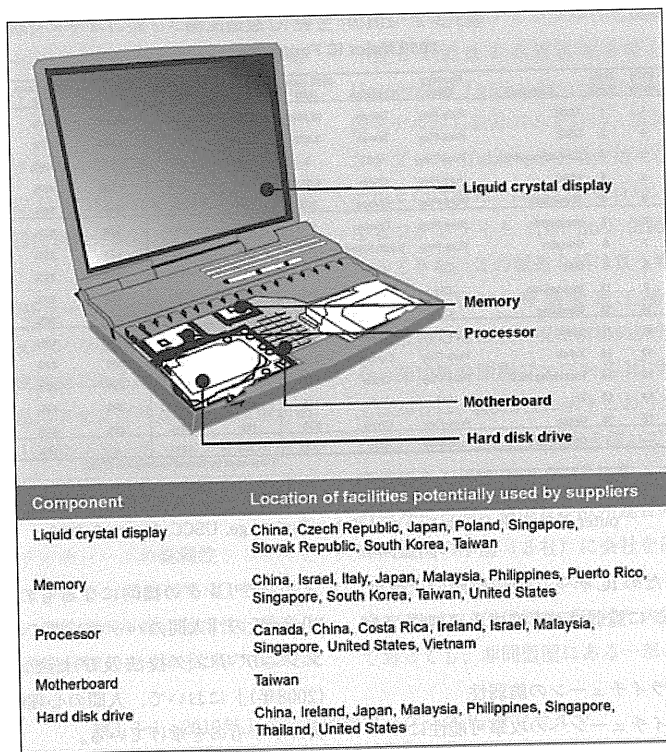 Liquid crystal display
Memory
Processor
Motherboard
Hard disk drive
Component Location of facilities potentially used by suppliers
Liquid crystal display China, Czech Republic, Japan, Poland, Singapore,
Slovak Republic, South Korea, Taiwan
Memory China, Israel, Italy, Japan, Malaysia, Philippines, Puerto Rico,
Singapore, South Korea, Taiwan, United States
Processor Canada, China, Costa Rica, Ireland, Israel, Malaysia,
Singapore, United States, Vietnam
Motherboard Taiwan
Hard disk drive China, Ireland, Japan, Malaysia, Philippines, Singapore,
Thailand, United States